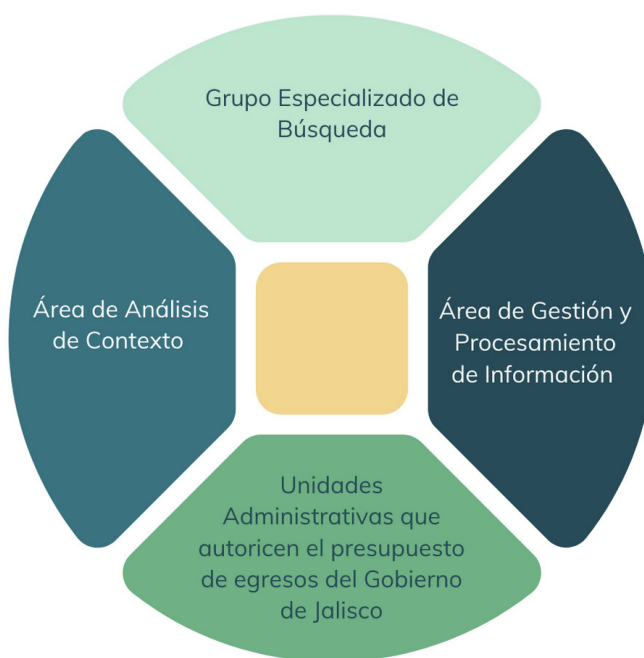 Grupo Especializado de
Búsqueda
Área de Análisis
de Contexto
Área de Gestión y
Procesamiento
de Información
Unidades
Administrativas que
autoricen el presupuesto
de egresos del Gobierno
de Jalisco